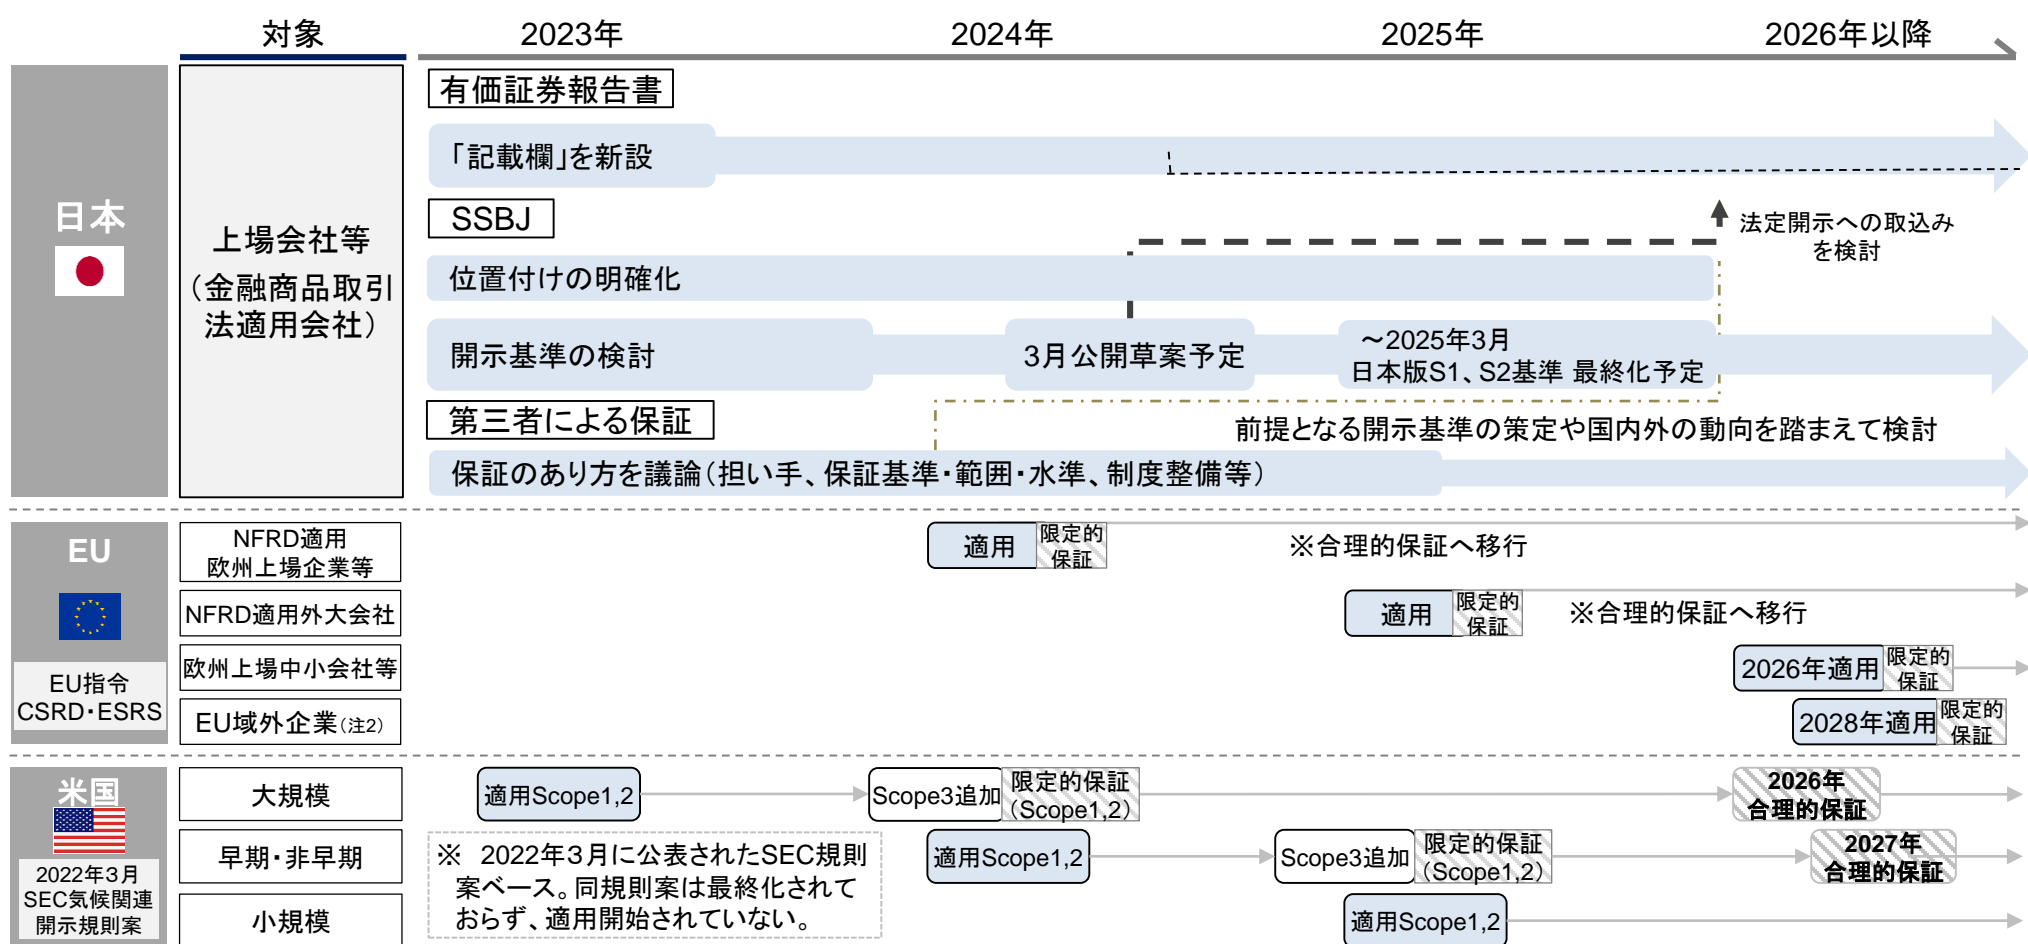 対象
2023年
2024年
2025年
2026年以降
日本
上場会社等
（金融商品取引
法適用会社）
有価証券報告書
「記載欄」を新設
SSBJ
法定開示への取込み
を検討
位置付けの明確化
開示基準の検討
3月公開草案予定
～2025年3月
日本版S1、S2基準 最終化予定
第三者による保証
前提となる開示基準の策定や国内外の動向を踏まえて検討
保証のあり方を議論（担い手、保証基準・範囲・水準、制度整備等）
EU
EU指令
CSRD・ESRS
NFRD適用
欧州上場企業等
適用
限定的
保証
※合理的保証へ移行
NFRD適用外大会社
適用
限定的
保証
※合理的保証へ移行
欧州上場中小会社等
2026年適用
限定的
保証
EU域外企業（注2）
2028年適用
限定的
保証
米国
2022年3月
SEC気候関連
開示規則案
大規模
適用Scope1,2
Scope3追加
限定的保証
（Scope1,2）
2026年
合理的保証
早期・非早期
※ 2022年3月に公表されたSEC規則
案ベース。同規則案は最終化されて
おらず、適用開始されていない。
適用Scope1,2
Scope3追加
限定的保証
（Scope1,2）
2027年
合理的保証
小規模
適用Scope1,2